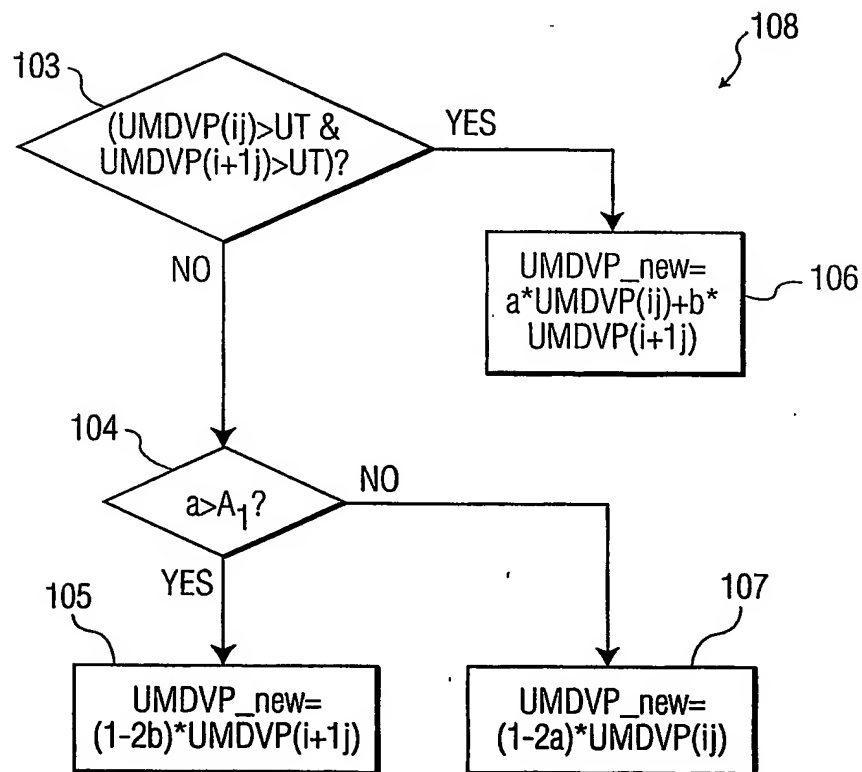 108
103
(UMDVP(ij)>UT &
UMDVP(i+1j)>UT)?
YES
NO
UMDVP_new=
a*UMDVP(ij)+b*
UMDVP(i+1j)
106
104
a>A₁?
NO
YES
105
UMDVP_new=
(1-2b)*UMDVP(i+1j)
107
UMDVP_new=
(1-2a)*UMDVP(ij)